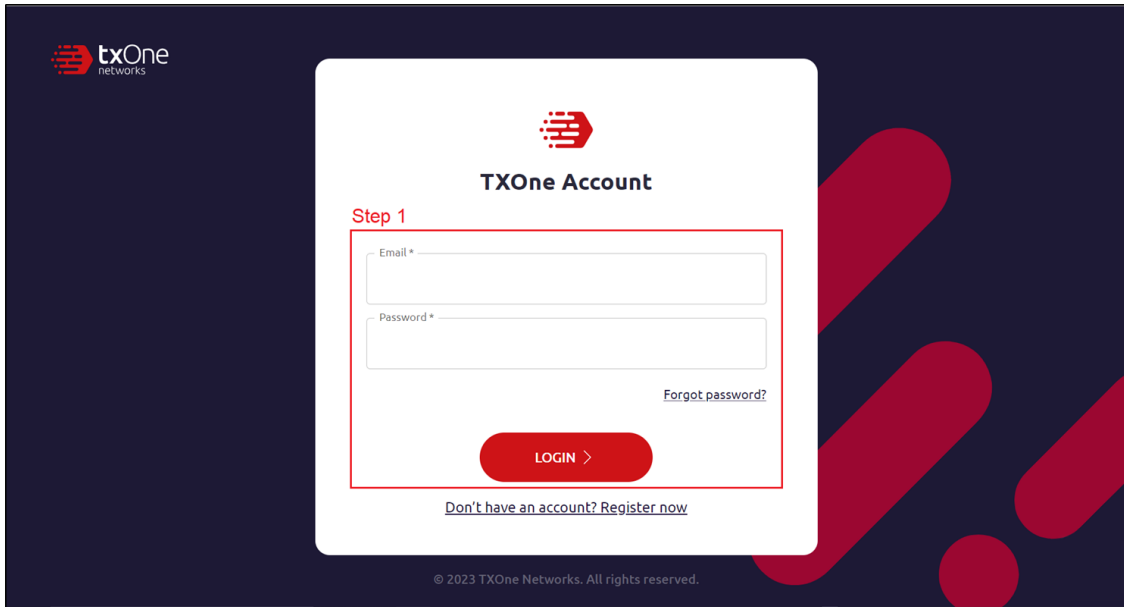 txOne
networks
TXOne Account
Step 1
Email *
Password *
Forgot password?
LOGIN
Don't have an account? Register now
© 2023 TXOne Networks. All rights reserved.